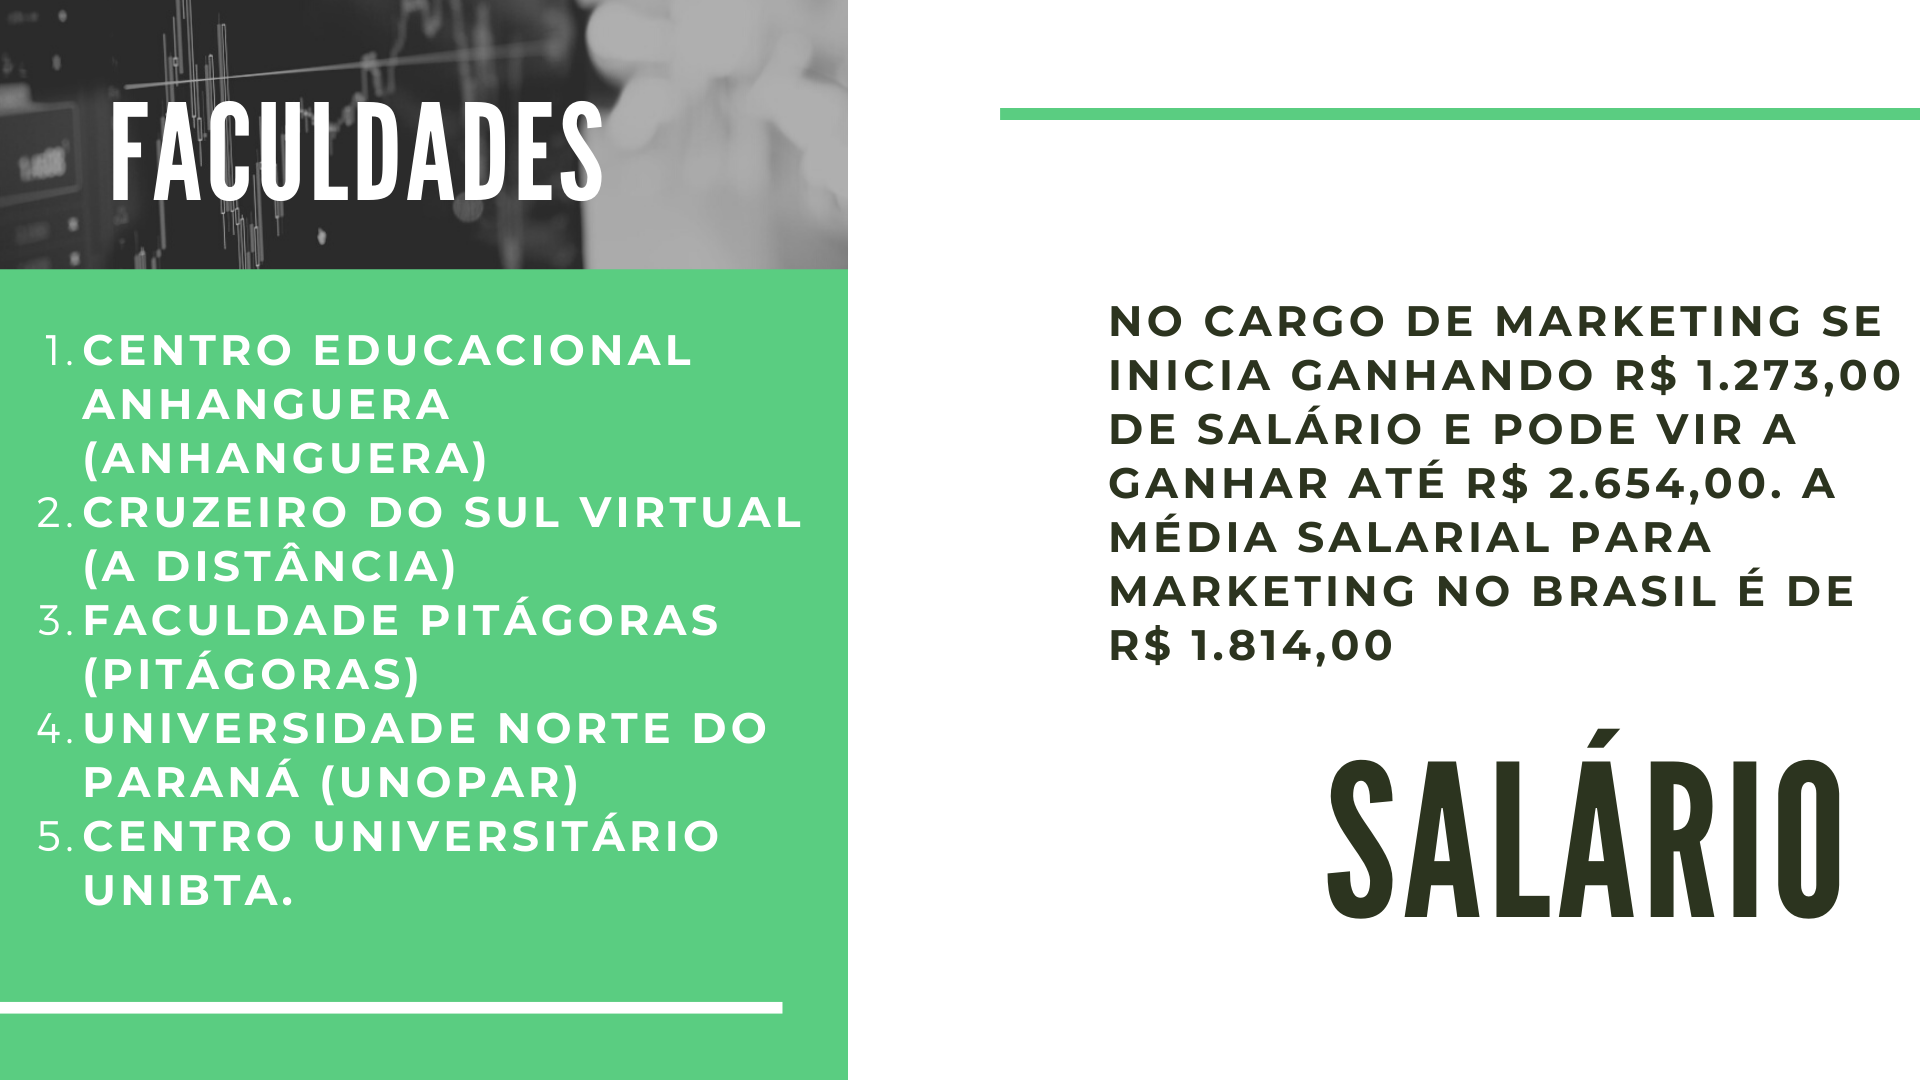 FACULDADES
1. CENTRO EDUCACIONAL
ANHANGUERA
(ANHANGUERA)
2. CRUZEIRO DO SUL VIRTUAL
(A DISTÂNCIA)
3. FACULDADE PITÁGORAS
(PITÁGORAS)
4. UNIVERSIDADE NORTE DO
PARANÁ (UNOPAR)
5. CENTRO UNIVERSITÁRIO
UNIBTA.
NO CARGO DE MARKETING SE
INICIA GANHANDO R$ 1.273,00
DE SALÁRIO E PODE VIR A
GANHAR ATÉ R$ 2.654,00. A
MÉDIA SALARIAL PARA
MARKETING NO BRASIL É DE
R$ 1.814,00
SALÁRIO